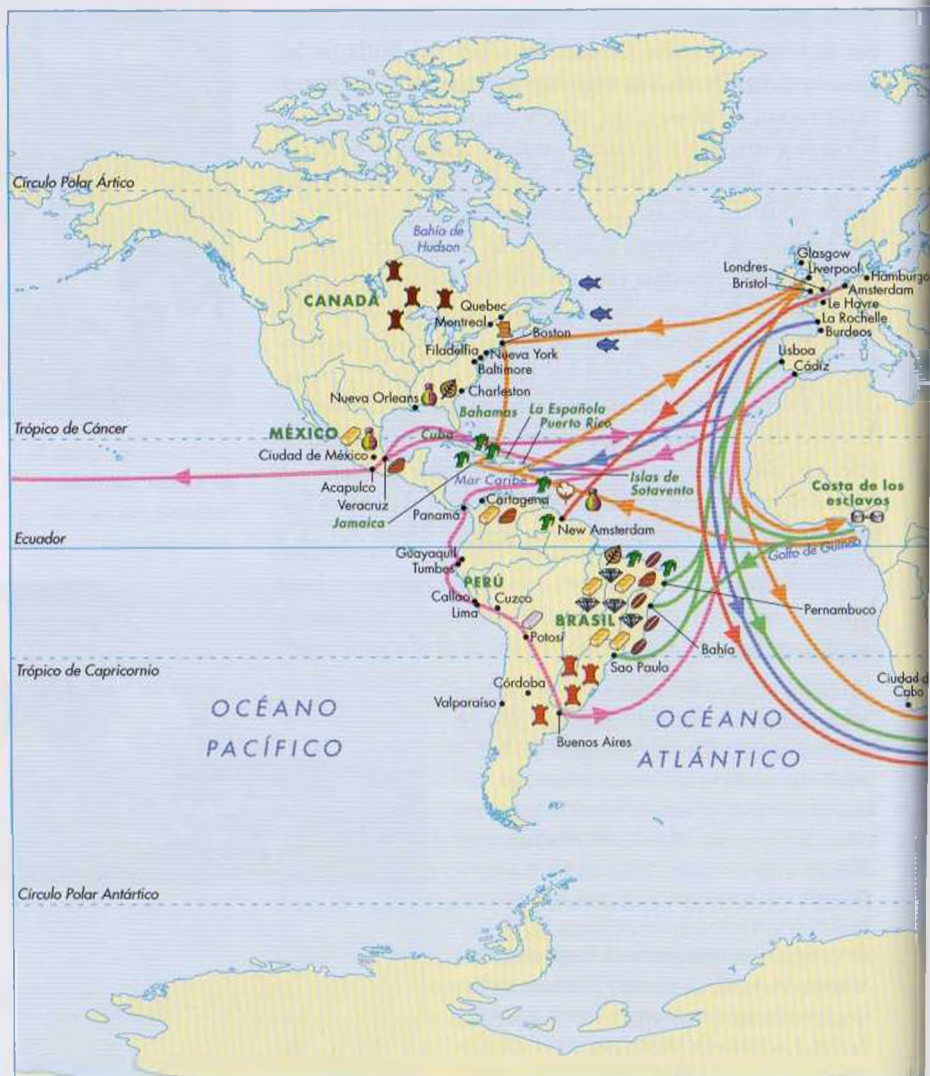 Círculo Polar Ártico
Bahía de
Hudson
Glasgow
Londres
Liverpool
Hamburgo
Bristol
Amsterdam
CANADÁ
Le Havre
Quebec
La Rochelle
Montreal
Boston
Burdeos
Filadelfia
Nueva York
Lisboa
Baltimore
Cádiz
Nueva Orleans
Charleston
Bahamas
La Española
Puerto Rico
Trópico de Cáncer
MÉXICO
Cuba
Ciudad de México
Mar Caribe
Islas de
Sotavento
Costa de los
esclavos
Acapulco
Veracruz
Cartagena
Panamá
Jamaica
New Amsterdam
Ecuador
Golfo de Guinea
Guayaquil
Tumbes
PERÚ
Callao
Cuzco
Lima
Pernambuco
BRASIL
Potosí
Bahía
Trópico de Capricornio
Sao Paulo
Córdoba
Ciudad d
Cabo
Valparaíso
OCÉANO
PACÍFICO
OCÉANO
ATLÁNTICO
Buenos Aires
Círculo Polar Antártico